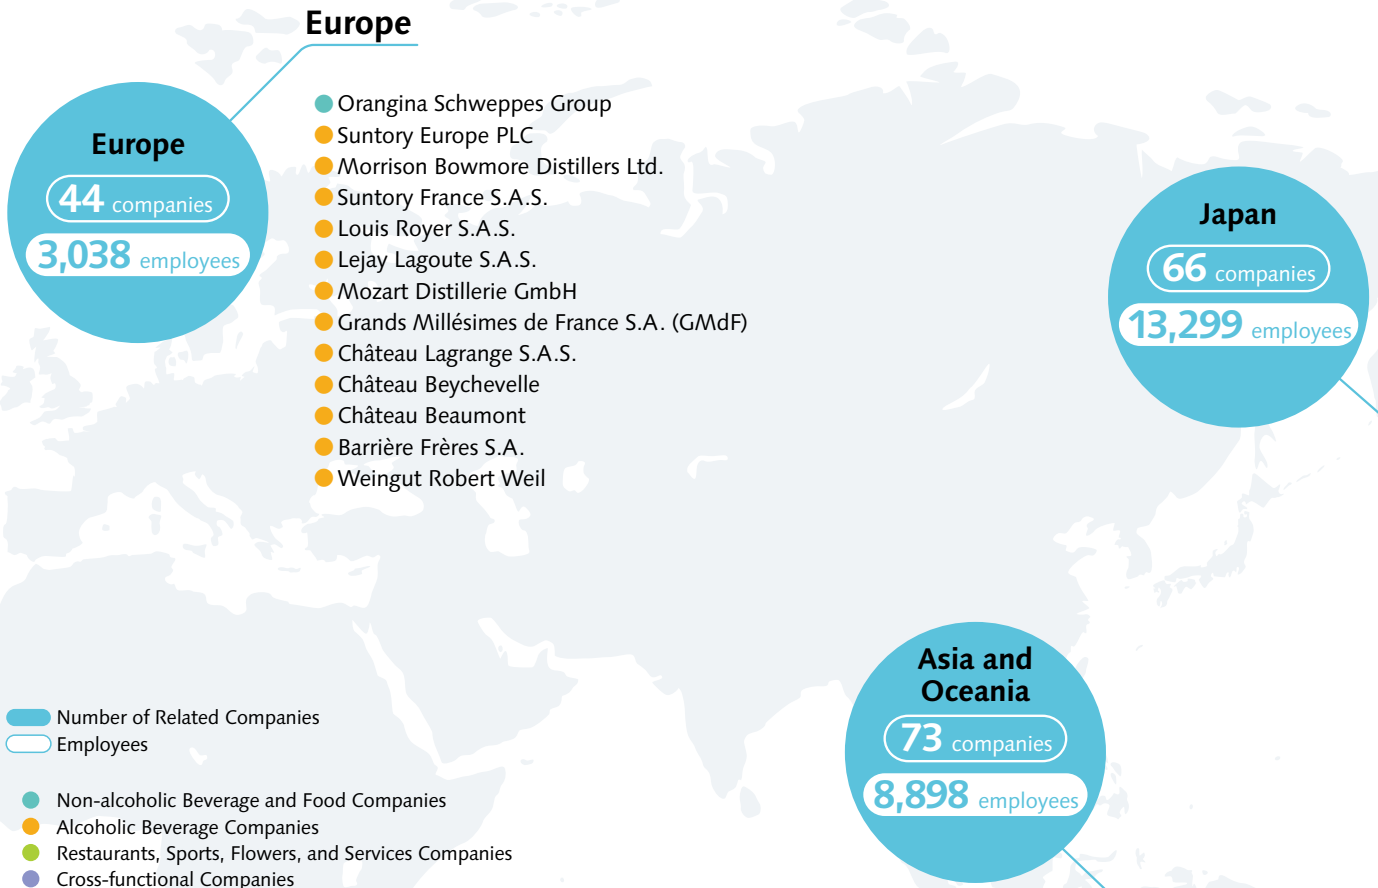 Europe
Europe
44 companies
3,038 employees
Orangina Schweppes Group
Suntory Europe PLC
Morrison Bowmore Distillers Ltd.
Suntory France S.A.S.
Louis Royer S.A.S.
Lejay Lagoute S.A.S.
Mozart Distillerie GmbH
Grands Millésimes de France S.A. (GMdF)
Château Lagrange S.A.S.
Château Beychevelle
Château Beaumont
Barrière Frères S.A.
Weingut Robert Weil
Japan
66 companies
13,299 employees
Asia and
Oceania
73 companies
8,898 employees
Number of Related Companies
Employees
Non-alcoholic Beverage and Food Companies
Alcoholic Beverage Companies
Restaurants, Sports, Flowers, and Services Companies
Cross-functional Companies